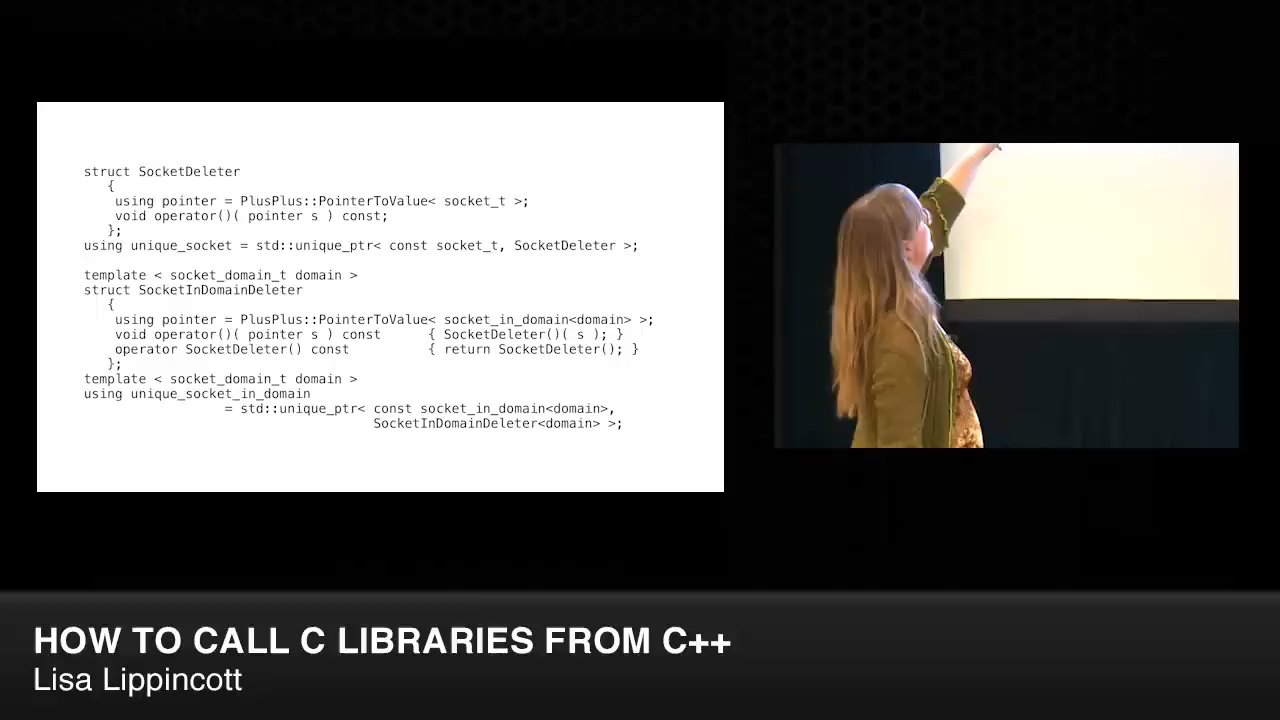 struct SocketDeleter
{
using pointer = PlusPlus::PointerToValue< socket_t >;
void operator()( pointer s ) const;
};
using unique_socket = std::unique_ptr< const socket_t, SocketDeleter >;
template < socket_domain_t domain >
struct SocketInDomainDeleter
{
using pointer = PlusPlus::PointerToValue< socket_in_domain<domain> >;
void operator()( pointer s ) const { SocketDeleter()( s ); }
operator SocketDeleter() const { return SocketDeleter(); }
};
template < socket_domain_t domain >
using unique_socket_in_domain
= std::unique_ptr< const socket_in_domain<domain>,
SocketInDomainDeleter<domain> >;
HOW TO CALL C LIBRARIES FROM C++
Lisa Lippincott